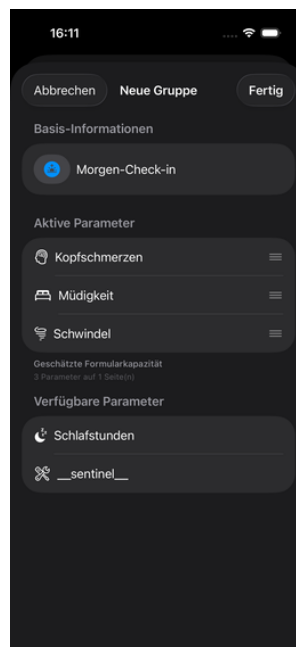 16:11
Abbrechen Neue Gruppe Fertig
Basis-Informationen
Morgen-Check-in
Aktive Parameter
Kopfschmerzen
Müdigkeit
Schwindel
Geschätzte Formularkapazität
3 Parameter auf 1 Seite(n)
Verfügbare Parameter
Schlafstunden
__sentinel__